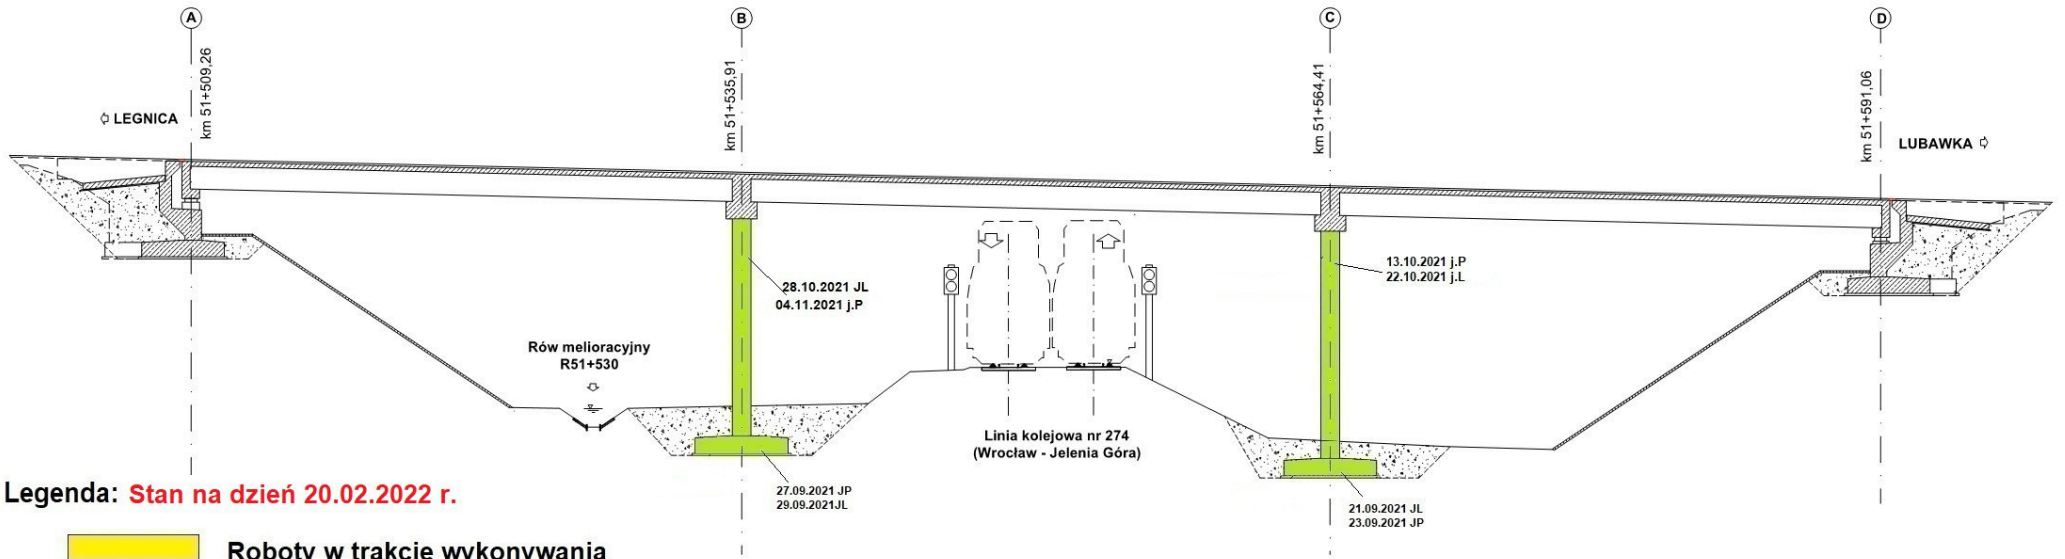 A
B
C
D
km 51+509,26
km 51+535,91
km 51+564,41
km 51+591,06
LEGNICA
LUBAWKA
28.10.2021 JL
04.11.2021 j.P
13.10.2021 j.P
22.10.2021 j.L
Rów melioracyjny
R51+530
Linia kolejowa nr 274
(Wrocław - Jelenia Góra)
27.09.2021 JP
29.09.2021JL
21.09.2021 JL
23.09.2021 JP
Legenda: Stan na dzień 20.02.2022 r.
Roboty w trakcie wykonywania